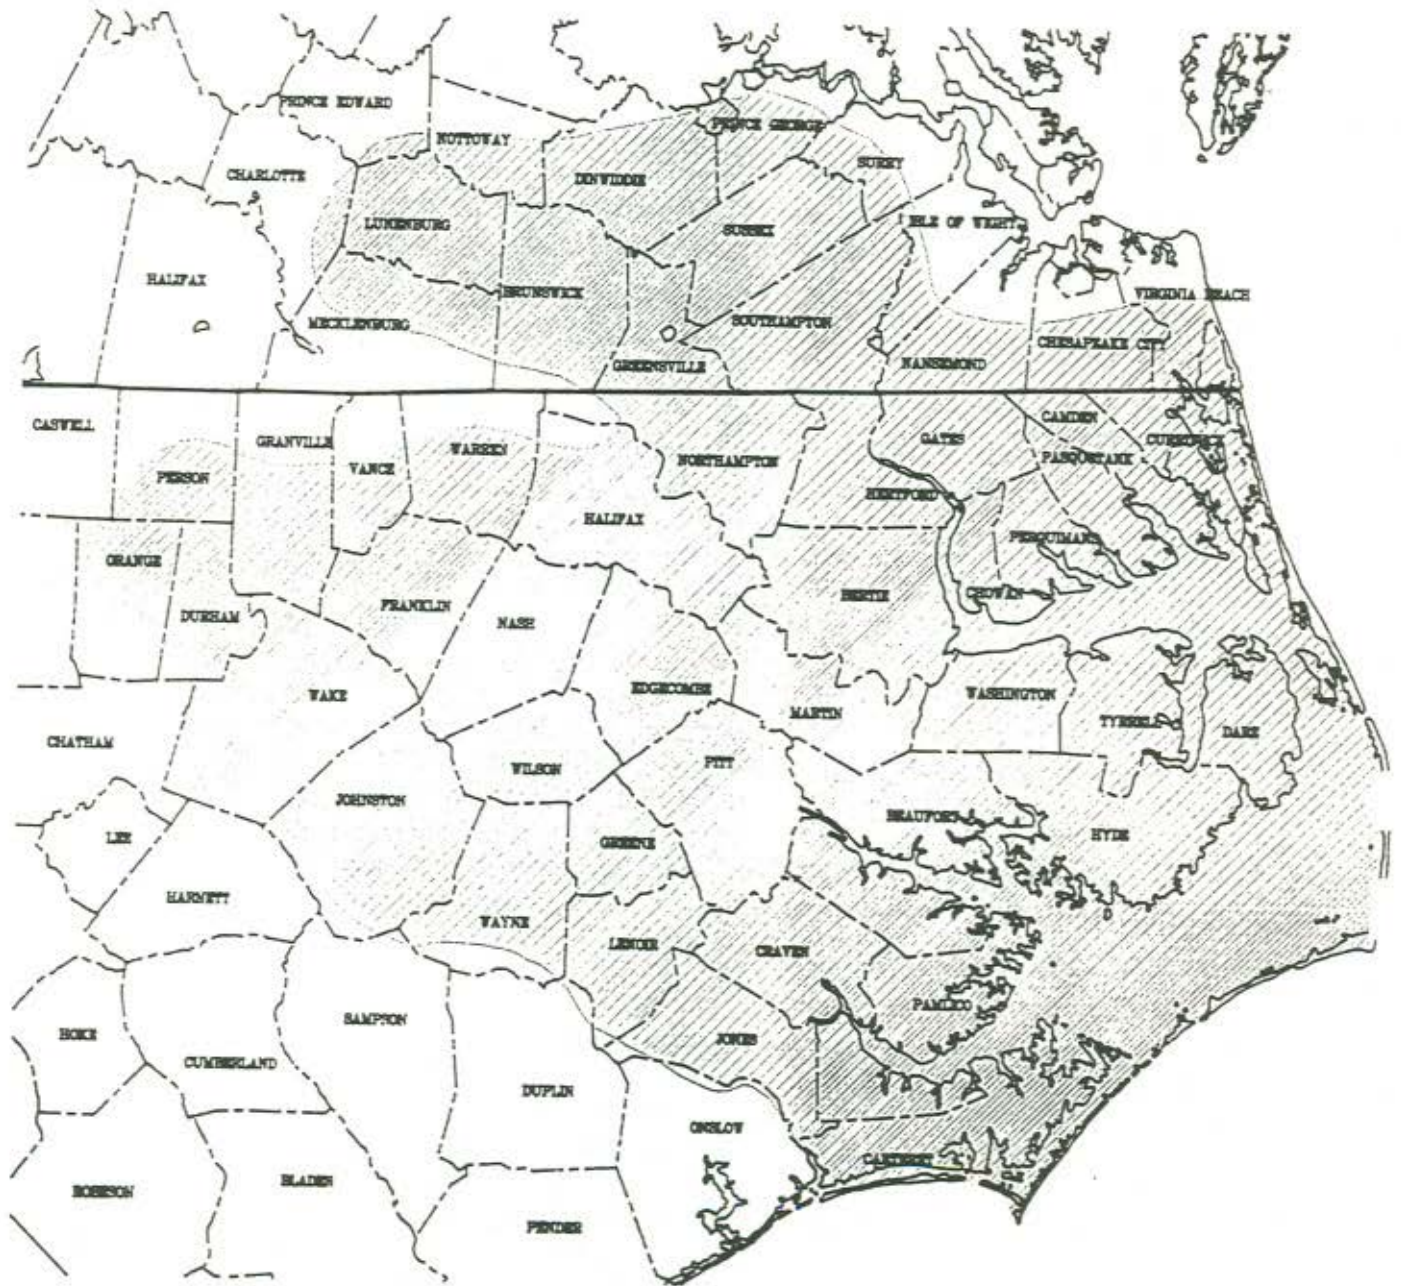 PRINCE EDWARD
NOTTOWAY
PRINCE GEORGE
SURRY
CHARLOTTE
DINWIDDIE
LUNENBURG
SUSSEX
ISLE OF WIGHT
HALIFAX
BRUNSWICK
VIRGINIA BEACH
MECKLENBURG
SOUTHAMPTON
CHESAPEAKE CITY
GREENSVILLE
NANSEMOND
CASWELL
GRANVILLE
WARREN
CAMDEN
GATES
CURRITUCK
VANCE
NORTHAMPTON
PASQUOTANK
PERSON
HERTFORD
HALIFAX
PERQUIMANS
ORANGE
BERTIE
CHOWAN
FRANKLIN
DURHAM
NASH
WAKE
EDGECOMBE
WASHINGTON
MARTIN
TYRRELL
DARE
CHATHAM
WILSON
PITT
JOHNSTON
BEAUFORT
HYDE
LEE
GREENE
HARNETT
WAYNE
LENOIR
CRAVEN
PAMLICO
SAMPSON
HOKE
JONES
CUMBERLAND
DUPLIN
ONSLOW
CARTERET
ROBESON
BLADEN
PENDER